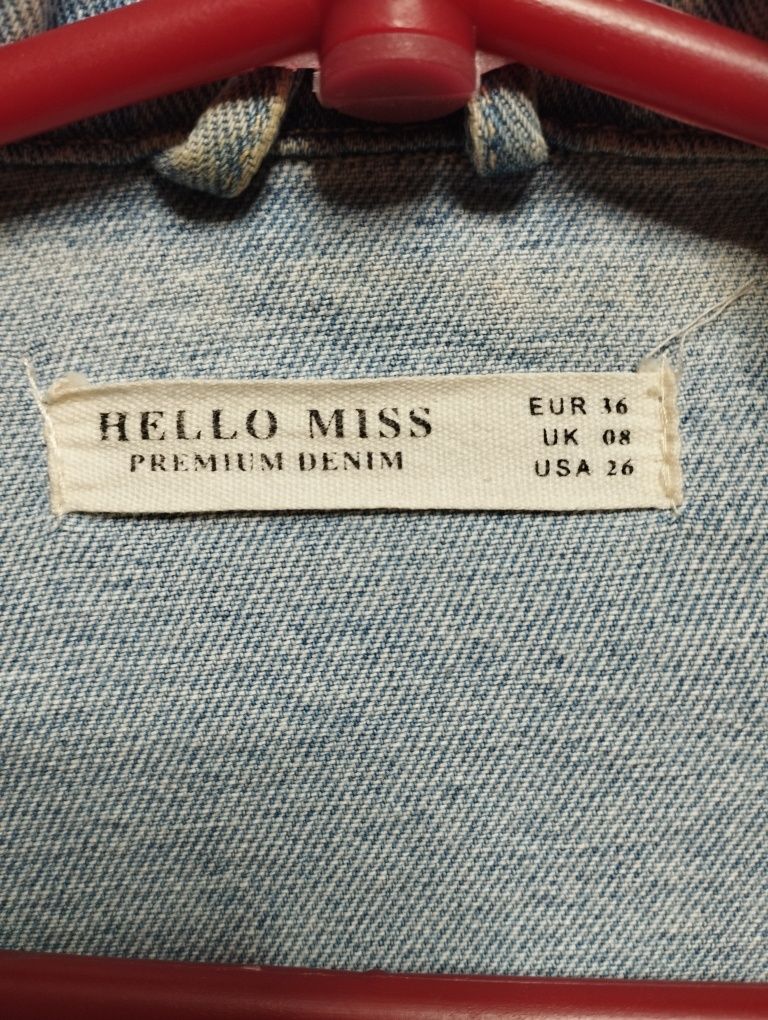 HELLO MISS
PREMIUM DENIM
EUR 36
UK 08
USA 26